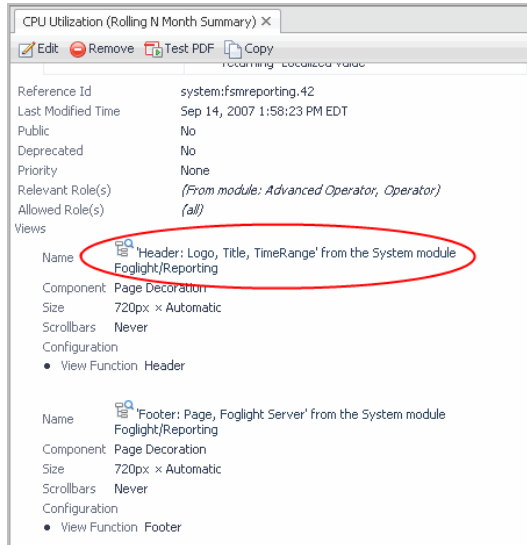 CPU Utilization (Rolling N Month Summary) ×
Edit Remove Test PDF Copy
returning Localized value
Reference Id system:fsmreporting.42
Last Modified Time Sep 14, 2007 1:58:23 PM EDT
Public No
Deprecated No
Priority None
Relevant Role(s) (From module: Advanced Operator, Operator)
Allowed Role(s) (all)
Views
Name 'Header: Logo, Title, TimeRange' from the System module
Foglight/Reporting
Component Page Decoration
Size 720px × Automatic
Scrollbars Never
Configuration
• View Function Header
Name 'Footer: Page, Foglight Server' from the System module
Foglight/Reporting
Component Page Decoration
Size 720px × Automatic
Scrollbars Never
Configuration
• View Function Footer